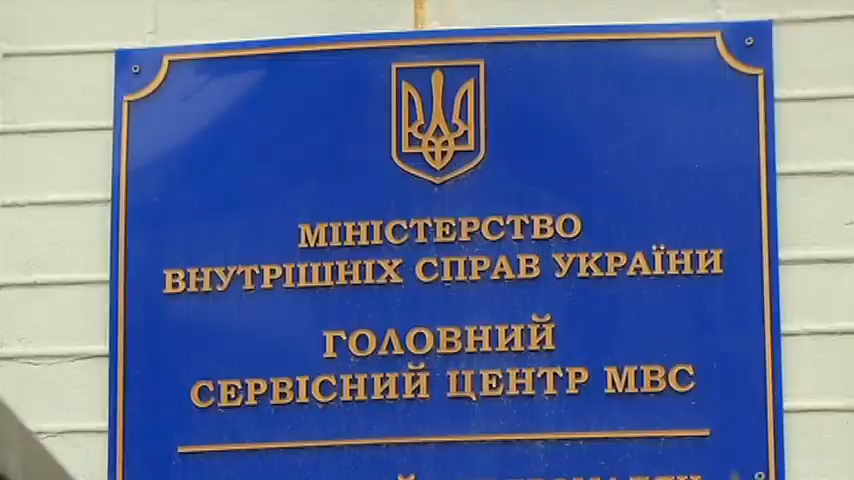 МІНІСТЕРСТВО
ВНУТРІШНІХ СПРАВ УКРАЇНИ
ГОЛОВНИЙ
СЕРВІСНИЙ ЦЕНТР МВС